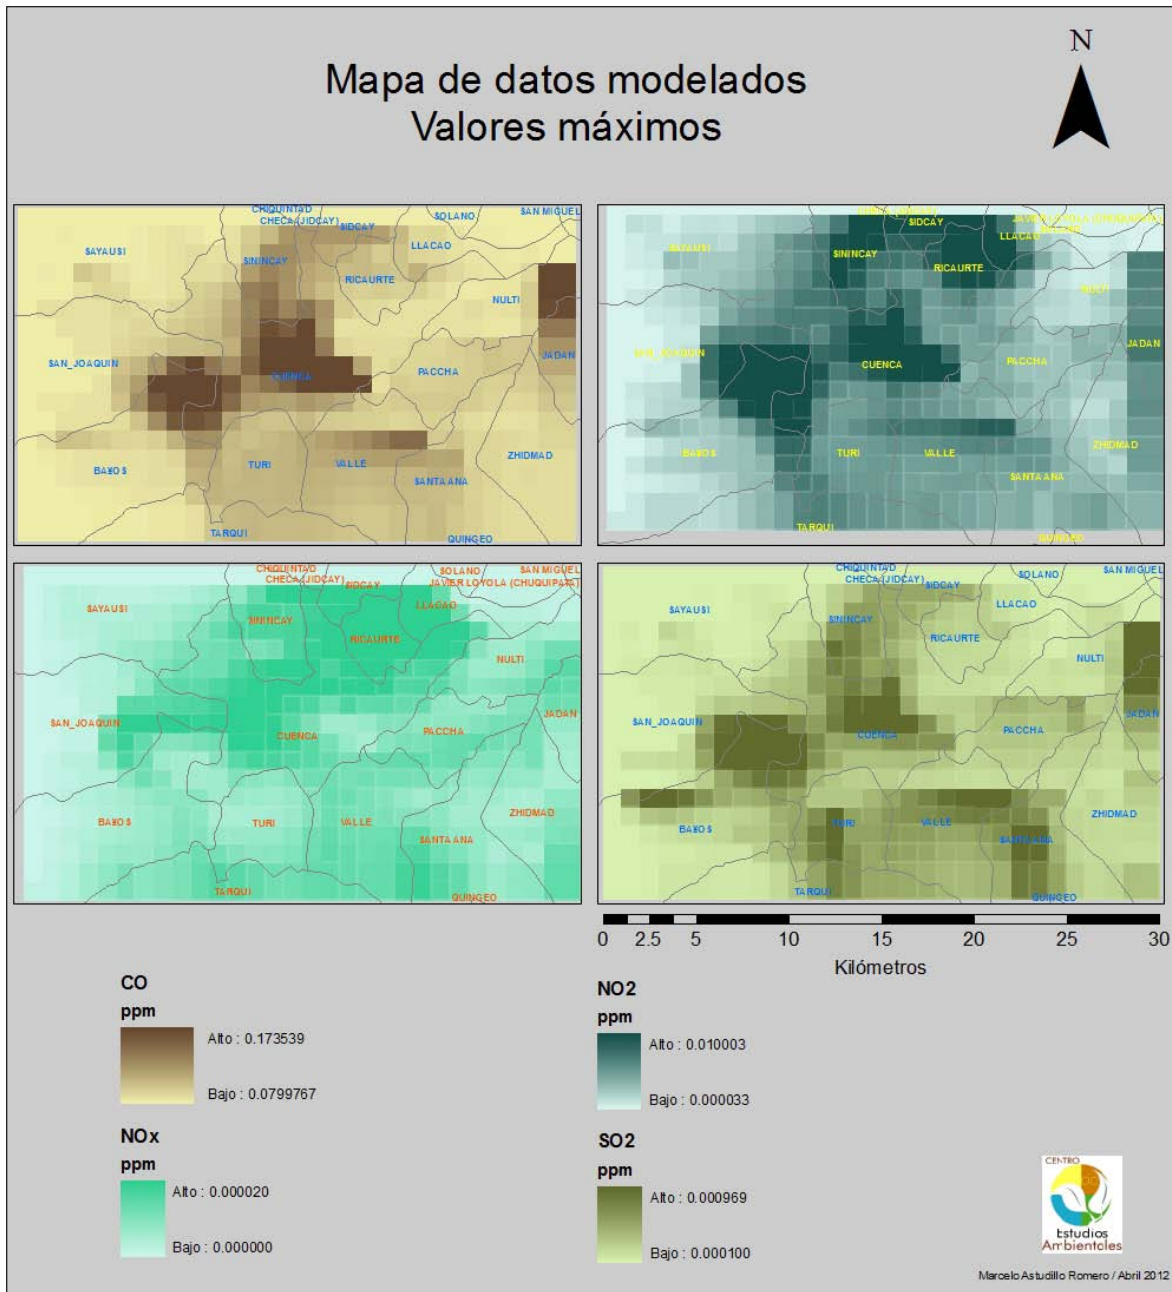 N
Mapa de datos modelados
Valores máximos
CHIQUINTAD
CHECA (JIDCAY)
SIDCAY
SOLANO
SAN MIGUEL
SAYAUSI
LLACAO
SININCAY
RICAURTE
NULTI
SAN_JOAQUIN
CUENCA
PACCHA
JADAN
BAÑOS
TURI
VALLE
ZHIDMAD
SANTA ANA
TARQUI
QUINGEO
SIDCAY
SAYAUSI
LLACAO
SININCAY
RICAURTE
NULTI
SAN_JOAQUIN
CUENCA
PACCHA
JADAN
BAÑOS
TURI
VALLE
ZHIDMAD
SANTA ANA
TARQUI
QUINGEO
CHIQUINTAD
CHECA (JIDCAY)
SIDCAY
SOLANO
SAN MIGUEL
JAVIER LOYOLA (CHUQUIPATA)
SAYAUSI
LLACAO
SININCAY
RICAURTE
NULTI
SAN_JOAQUIN
CUENCA
PACCHA
JADAN
BAÑOS
TURI
VALLE
ZHIDMAD
SANTA ANA
TARQUI
QUINGEO
CHIQUINTAD
CHECA (JIDCAY)
SIDCAY
SOLANO
SAN MIGUEL
SAYAUSI
LLACAO
SININCAY
RICAURTE
NULTI
SAN_JOAQUIN
CUENCA
PACCHA
JADAN
BAÑOS
TURI
VALLE
ZHIDMAD
SANTA ANA
TARQUI
QUINGEO
0 2.5 5 10 15 20 25 30
Kilómetros
CO
ppm
Alto : 0.173539
Bajo : 0.0799767
NO2
ppm
Alto : 0.010003
Bajo : 0.000033
NOx
ppm
Alto : 0.000020
Bajo : 0.000000
SO2
ppm
Alto : 0.000969
Bajo : 0.000100
CENTRO
Estudios
Ambientales
Marcelo Astudillo Romero / Abril 2012